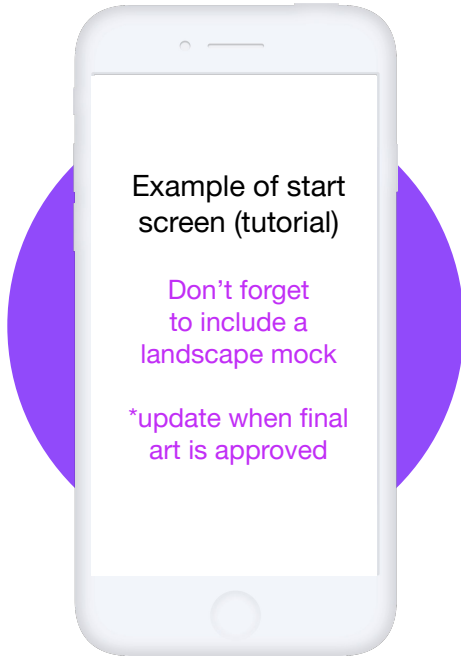 Example of start
screen (tutorial)
Don’t forget
to include a
landscape mock
*update when final
art is approved